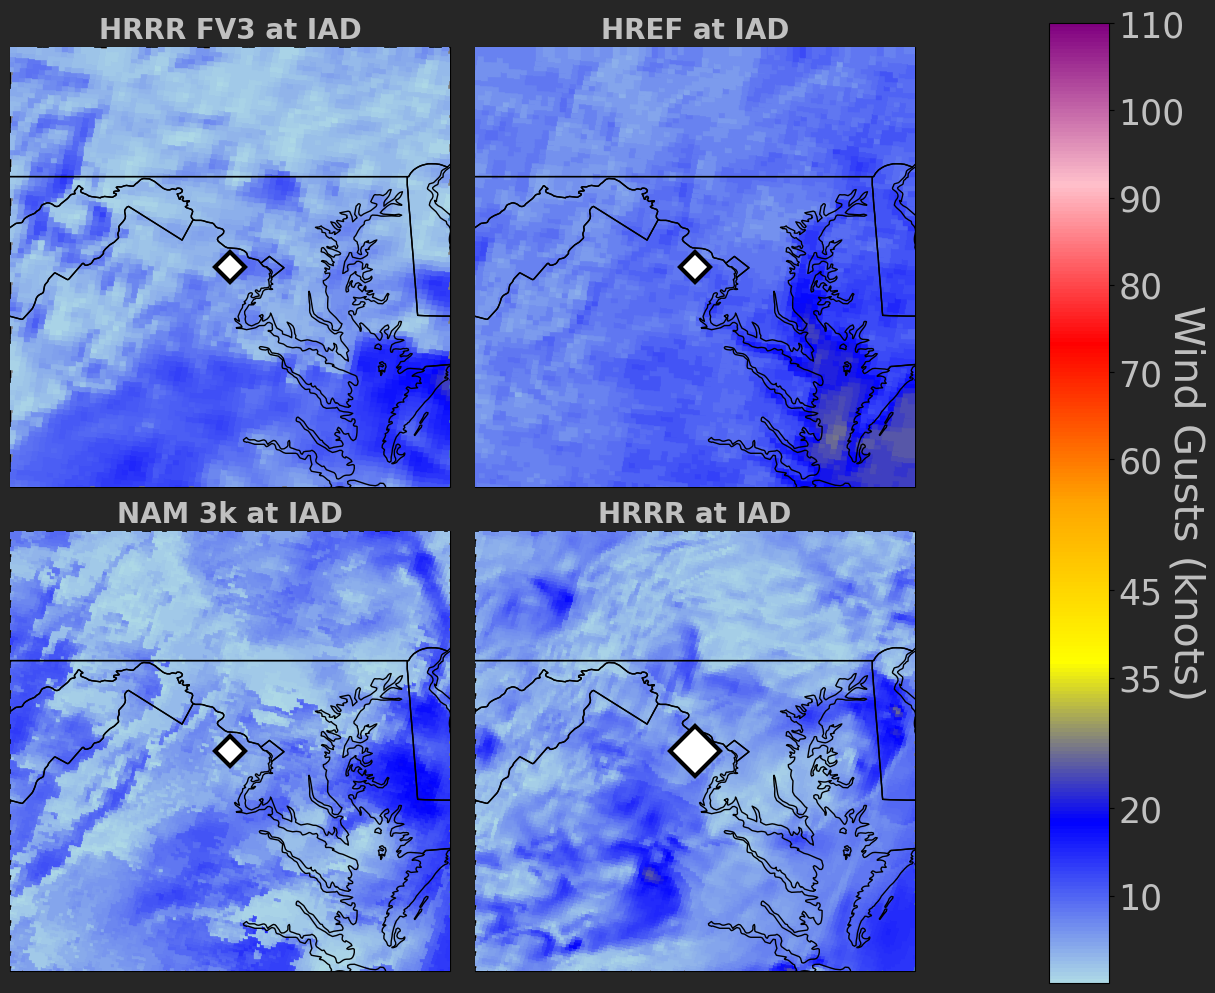 HRRR FV3 at IAD
HREF at IAD
NAM 3k at IAD
HRRR at IAD
110
100
90
80
70
60
45
35
20
10
Wind Gusts (knots)